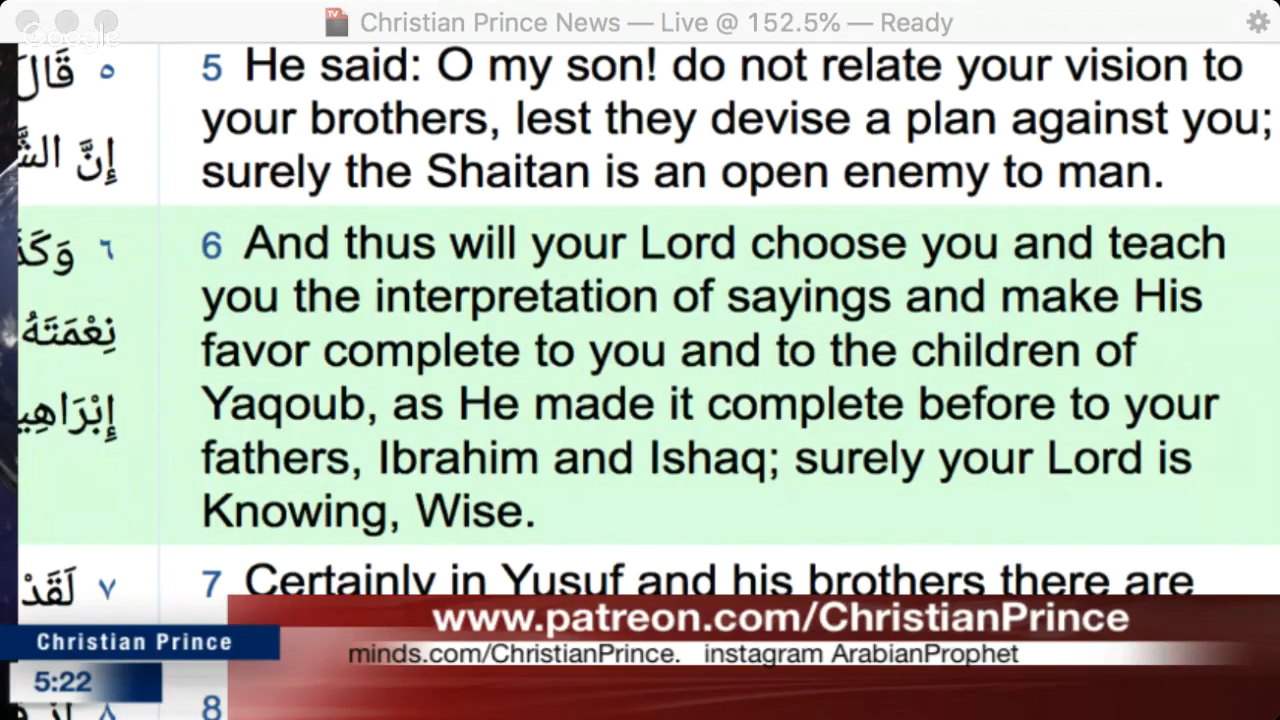 Christian Prince News — Live @ 152.5% — Ready
Google
٥ قَالَ
إِنَّ
5 He said: O my son! do not relate your vision to
your brothers, lest they devise a plan against you;
surely the Shaitan is an open enemy to man.
٦
نِعْمَتَهُ
6 And thus will your Lord choose you and teach
you the interpretation of sayings and make His
favor complete to you and to the children of
Yaqoub, as He made it complete before to your
fathers, Ibrahim and Ishaq; surely your Lord is
Knowing, Wise.
٧ لَقَدْ
7 Certainly in Yusuf and his brothers there are
8
www.patreon.com/ChristianPrince
Christian Prince
minds.com/ChristianPrince. instagram ArabianProphet
5:22